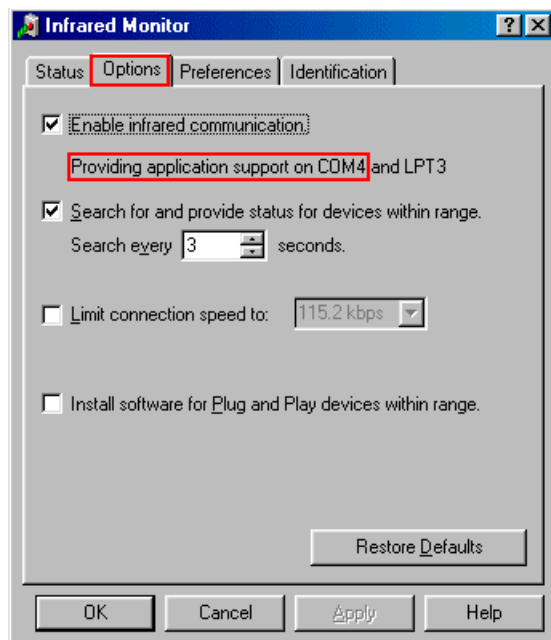 Infrared Monitor
Status Options Preferences Identification
Enable infrared communication.
Providing application support on COM4 and LPT3
Search for and provide status for devices within range.
Search every 3 seconds.
Limit connection speed to: 115.2 kbps
Install software for Plug and Play devices within range.
Restore Defaults
OK Cancel Apply Help